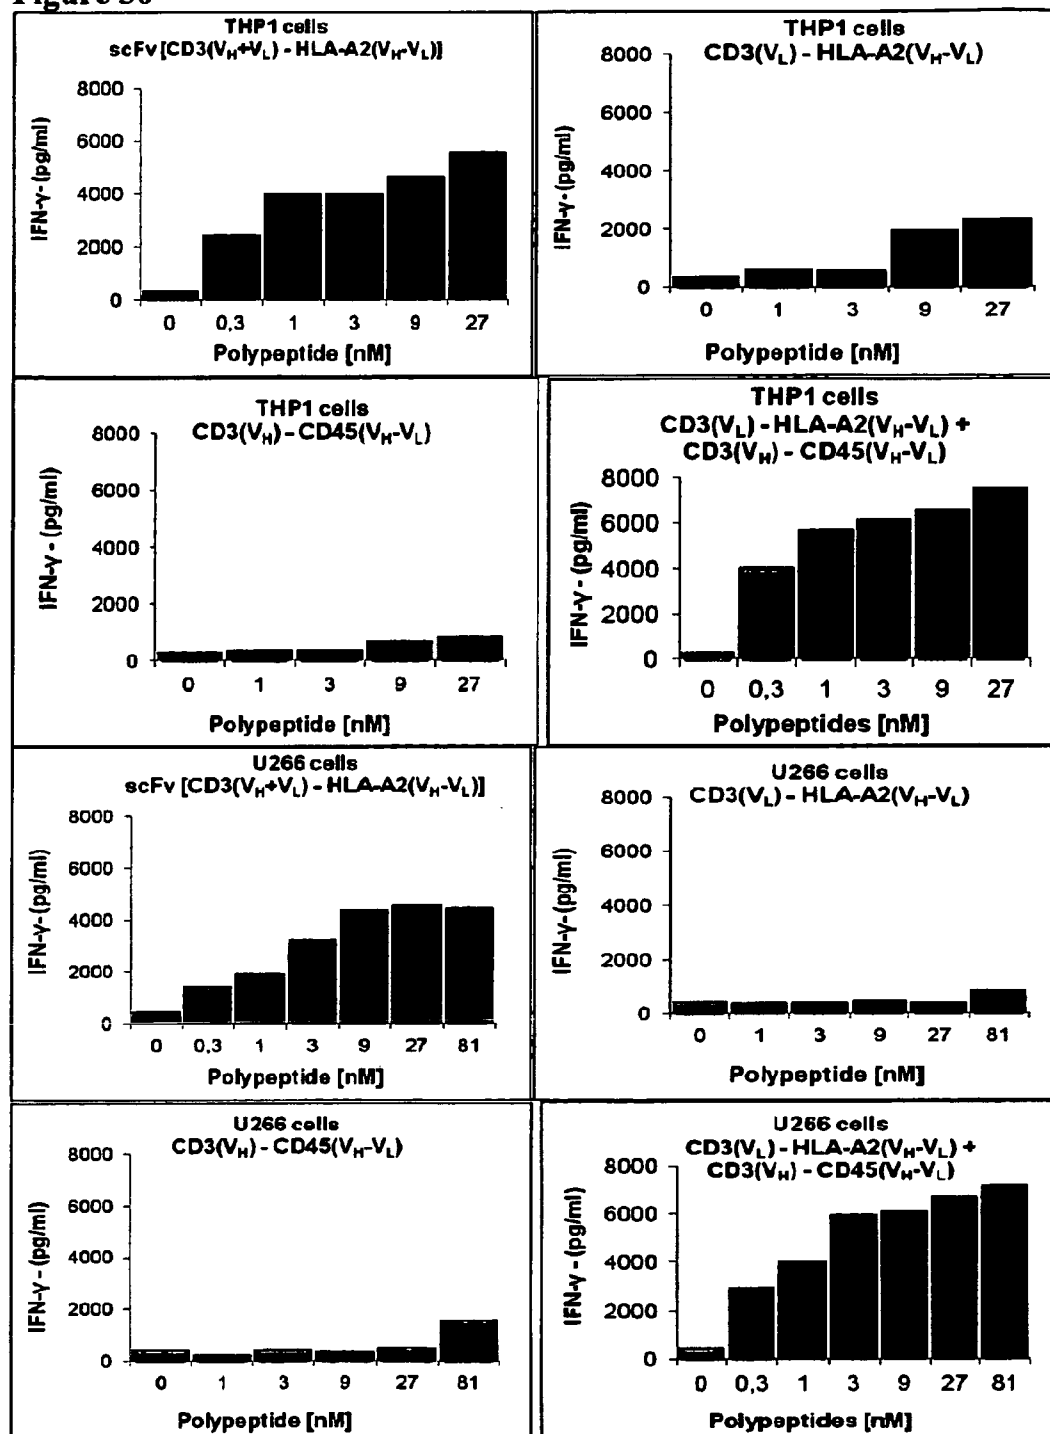 THP1 cells
scFv [CD3(VH+VL) - HLA-A2(VH-VL)]
8000
6000
4000
2000
0
IFN-γ- (pg/ml)
0 0,3 1 3 9 27
Polypeptide [nM]
THP1 cells
CD3(VL) - HLA-A2(VH-VL)
8000
6000
4000
2000
0
IFN-γ- (pg/ml)
0 1 3 9 27
Polypeptide [nM]
THP1 cells
CD3(VH) - CD45(VH-VL)
8000
6000
4000
2000
0
IFN-γ - (pg/ml)
0 1 3 9 27
Polypeptide [nM]
THP1 cells
CD3(VL) - HLA-A2(VH-VL) +
CD3(VH) - CD45(VH-VL)
8000
6000
4000
2000
0
IFN-γ - (pg/ml)
0 0,3 1 3 9 27
Polypeptides [nM]
U266 cells
scFv [CD3(VH+VL) - HLA-A2(VH-VL)]
8000
6000
4000
2000
0
IFN-γ- (pg/ml)
0 0,3 1 3 9 27 81
Polypeptide [nM]
U266 cells
CD3(VL) - HLA-A2(VH-VL)
8000
6000
4000
2000
0
IFN-γ- (pg/ml)
0 1 3 9 27 81
Polypeptide [nM]
U266 cells
CD3(VH) - CD45(VH-VL)
8000
6000
4000
2000
0
IFN-γ - (pg/ml)
0 1 3 9 27 81
Polypeptide [nM]
U266 cells
CD3(VL) - HLA-A2(VH-VL) +
CD3(VH) - CD45(VH-VL)
8000
6000
4000
2000
0
IFN-γ - (pg/ml)
0 0,3 1 3 9 27 81
Polypeptides [nM]